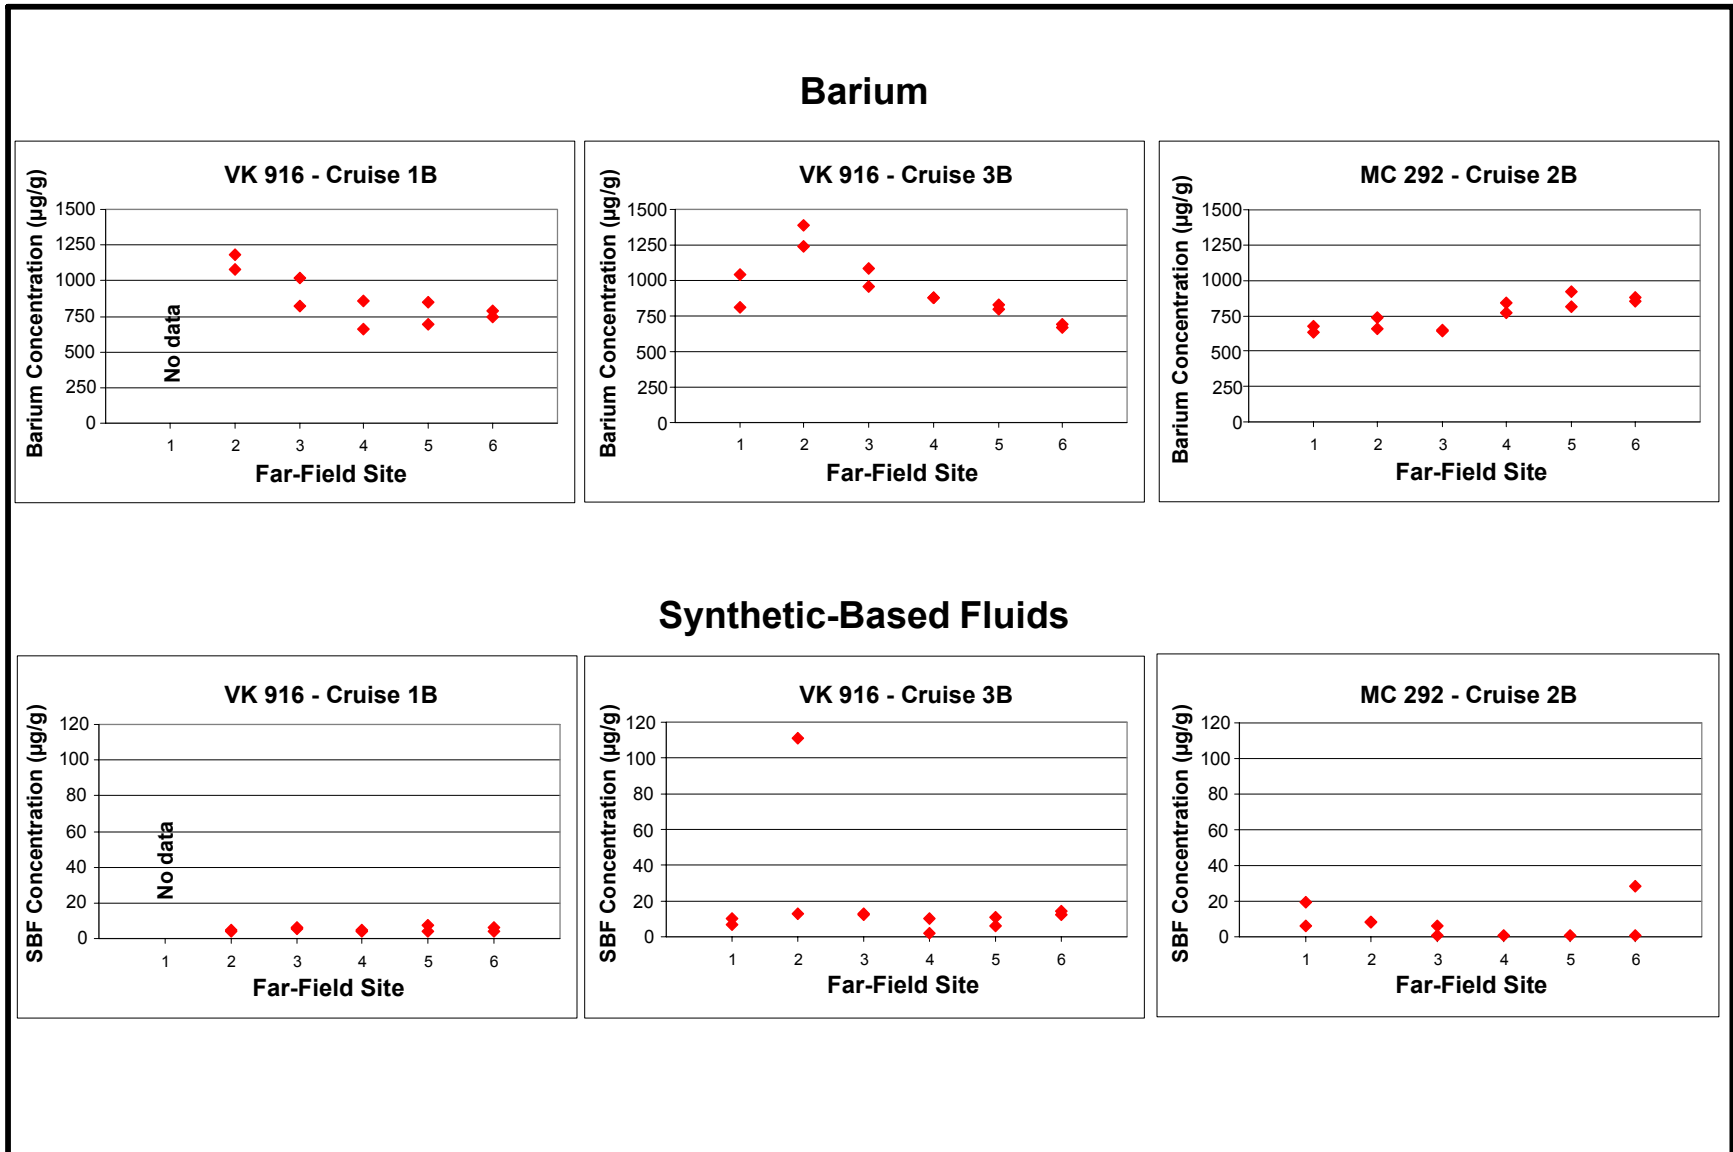 Barium
VK 916 - Cruise 1B
Barium Concentration (µg/g)
1500
1250
1000
750
500
250
0
No data
1 2 3 4 5 6
Far-Field Site
VK 916 - Cruise 3B
Barium Concentration (µg/g)
1500
1250
1000
750
500
250
0
1 2 3 4 5 6
Far-Field Site
MC 292 - Cruise 2B
Barium Concentration (µg/g)
1500
1250
1000
750
500
250
0
1 2 3 4 5 6
Far-Field Site
Synthetic-Based Fluids
VK 916 - Cruise 1B
SBF Concentration (µg/g)
120
100
80
60
40
20
0
No data
1 2 3 4 5 6
Far-Field Site
VK 916 - Cruise 3B
SBF Concentration (µg/g)
120
100
80
60
40
20
0
1 2 3 4 5 6
Far-Field Site
MC 292 - Cruise 2B
SBF Concentration (µg/g)
120
100
80
60
40
20
0
1 2 3 4 5 6
Far-Field Site